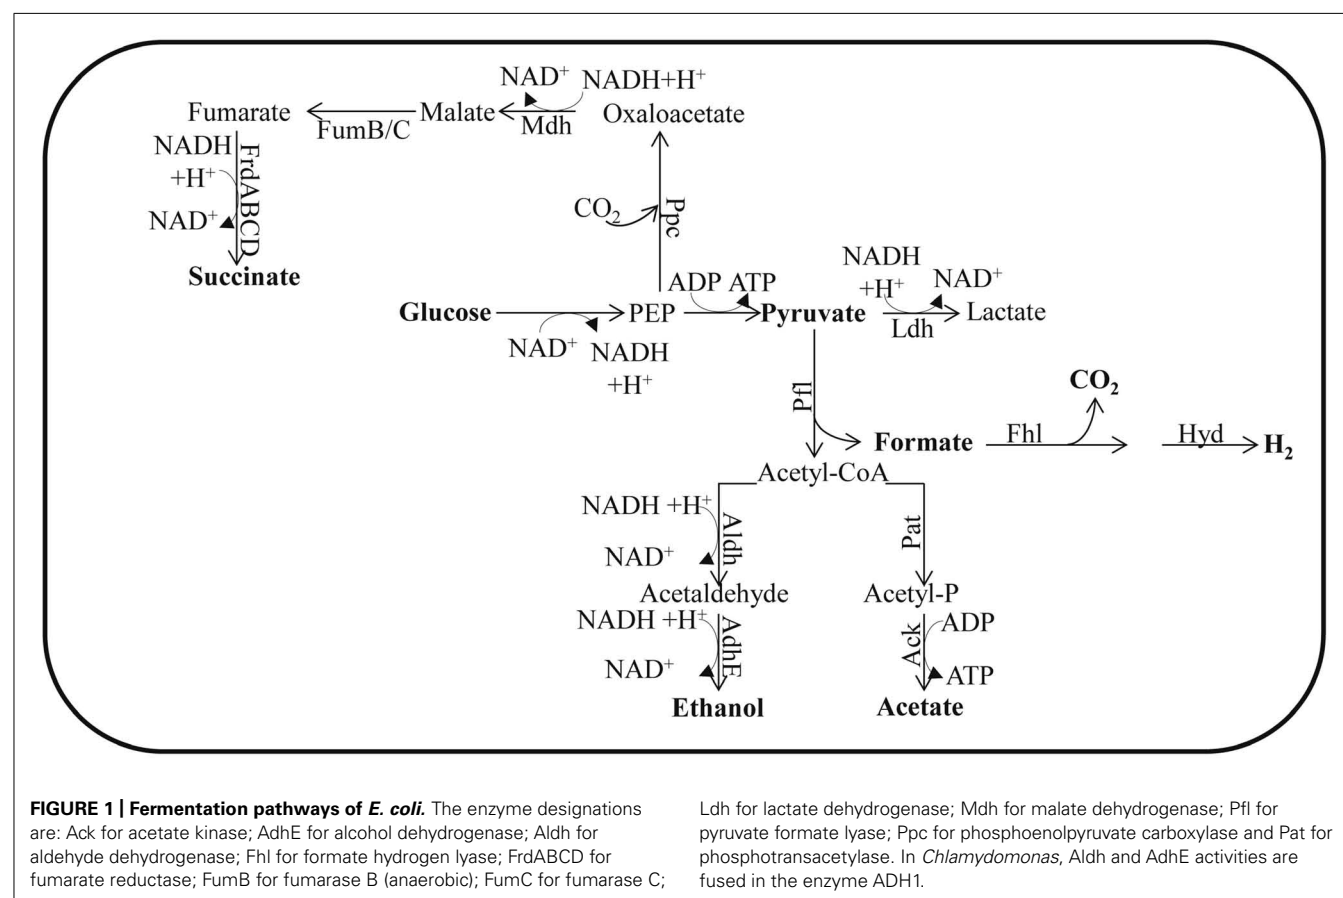 NAD+ NADH+H+
Fumarate Malate Oxaloacetate
FumB/C Mdh
NADH
+H+
NAD+
FrdABCD
Succinate
CO2
Ppc
ADP ATP
NADH
+H+
NAD+
Glucose PEP Pyruvate Lactate
Ldh
NAD+ NADH
+H+
Pfl
CO2
Formate Fhl Hyd H2
Acetyl-CoA
NADH +H+
NAD+
Aldh
Pat
Acetaldehyde Acetyl-P
NADH +H+
NAD+
AdhE
Ack
ADP
ATP
Ethanol Acetate
FIGURE 1 | Fermentation pathways of E. coli. The enzyme designations
are: Ack for acetate kinase; AdhE for alcohol dehydrogenase; Aldh for
aldehyde dehydrogenase; Fhl for formate hydrogen lyase; FrdABCD for
fumarate reductase; FumB for fumarase B (anaerobic); FumC for fumarase C;
Ldh for lactate dehydrogenase; Mdh for malate dehydrogenase; Pfl for
pyruvate formate lyase; Ppc for phosphoenolpyruvate carboxylase and Pat for
phosphotransacetylase. In Chlamydomonas, Aldh and AdhE activities are
fused in the enzyme ADH1.